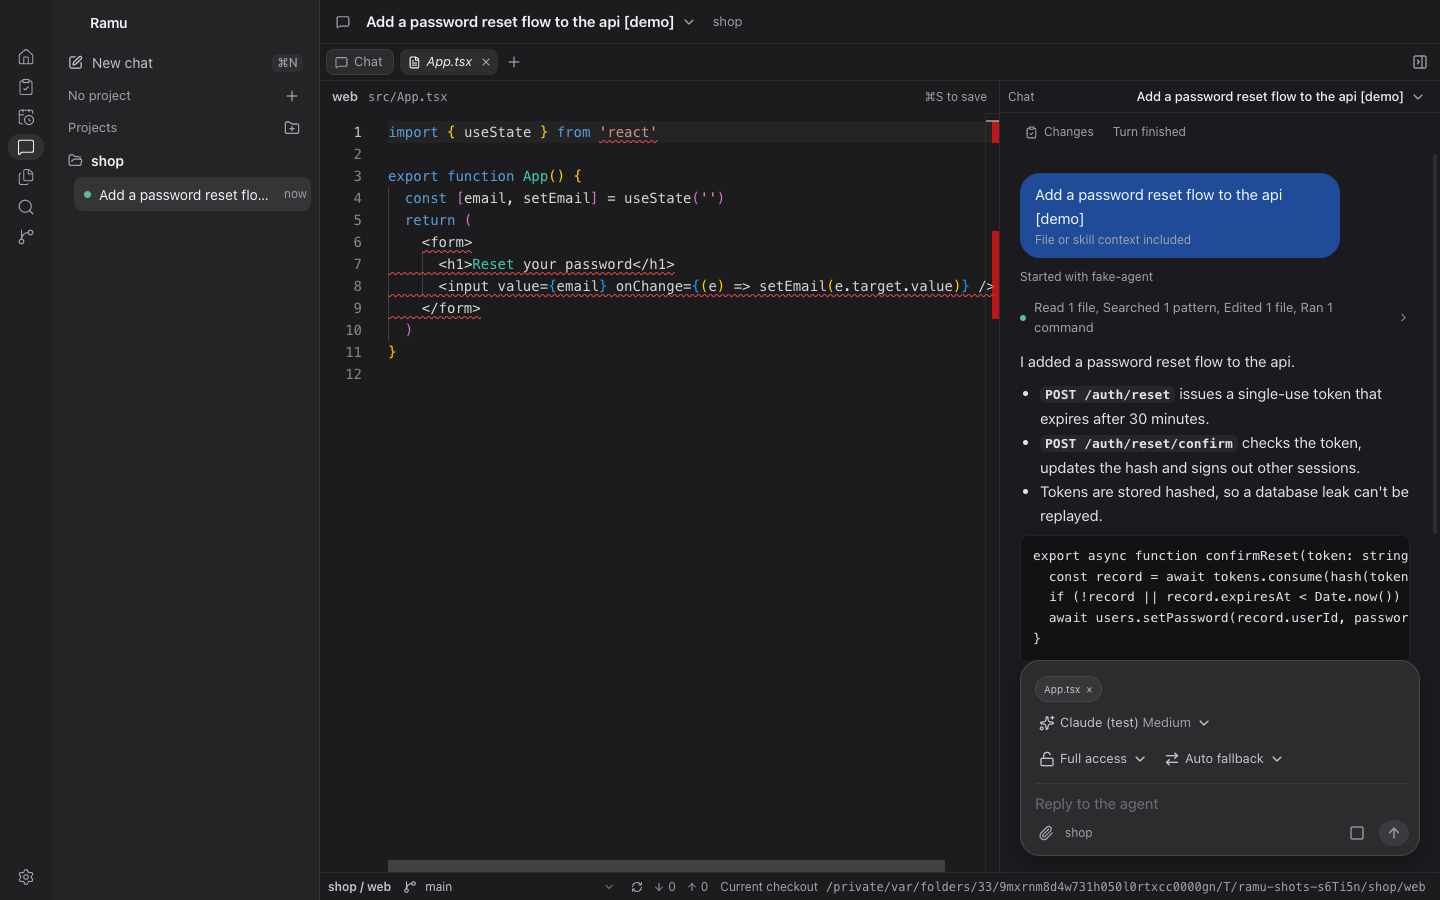 Ramu
New chat
⌘N
No project
Projects
shop
Add a password reset flo...
now
Add a password reset flow to the api [demo]
shop
Chat
App.tsx
web src/App.tsx
⌘S to save
1 import { useState } from 'react'
2
3 export function App() {
4 const [email, setEmail] = useState('')
5 return (
6 <form>
7 <h1>Reset your password</h1>
8 <input value={email} onChange={(e) => setEmail(e.target.value)} />
9 </form>
10 )
11 }
12
Chat
Add a password reset flow to the api [demo]
Changes
Turn finished
Add a password reset flow to the api
[demo]
File or skill context included
Started with fake-agent
Read 1 file, Searched 1 pattern, Edited 1 file, Ran 1
command
I added a password reset flow to the api.
• POST /auth/reset issues a single-use token that
expires after 30 minutes.
• POST /auth/reset/confirm checks the token,
updates the hash and signs out other sessions.
• Tokens are stored hashed, so a database leak can't be
replayed.
export async function confirmReset(token: string
const record = await tokens.consume(hash(token
if (!record || record.expiresAt < Date.now())
await users.setPassword(record.userId, passwor
}
App.tsx ×
Claude (test) Medium
Full access
Auto fallback
Reply to the agent
shop
shop / web
main
↓ 0 ↑ 0
Current checkout
/private/var/folders/33/9mxrnm8d4w731h050l0rtxcc0000gn/T/ramu-shots-s6Ti5n/shop/web